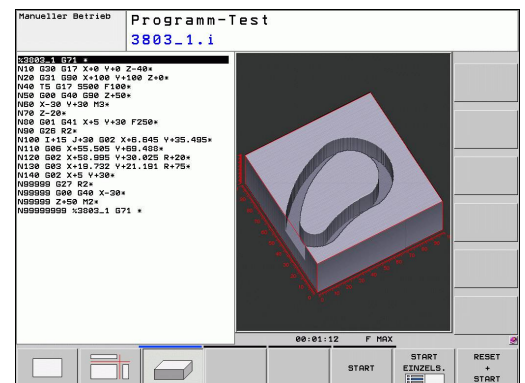 Manueller Betrieb
Programm-Test
3803_1.i
%3803_1 G71 *
N10 G30 G17 X+0 Y+0 Z-40*
N20 G31 G90 X+100 Y+100 Z+0*
N40 T5 G17 S500 F100*
N50 G00 G40 G90 Z+50*
N60 X-30 Y+30 M3*
N70 Z-20*
N80 G01 G41 X+5 Y+30 F250*
N90 G26 R2*
N100 I+15 J+30 G02 X+6.645 Y+35.495*
N110 G06 X+55.505 Y+69.488*
N120 G02 X+58.995 Y+30.025 R+20*
N130 G03 X+19.732 Y+21.191 R+75*
N140 G02 X+5 Y+30*
N99999 G27 R2*
N99999 G00 G40 X-30*
N99999 Z+50 M2*
N99999999 %3803_1 G71 *
00:01:12 F MAX
START
START EINZELS.
RESET + START